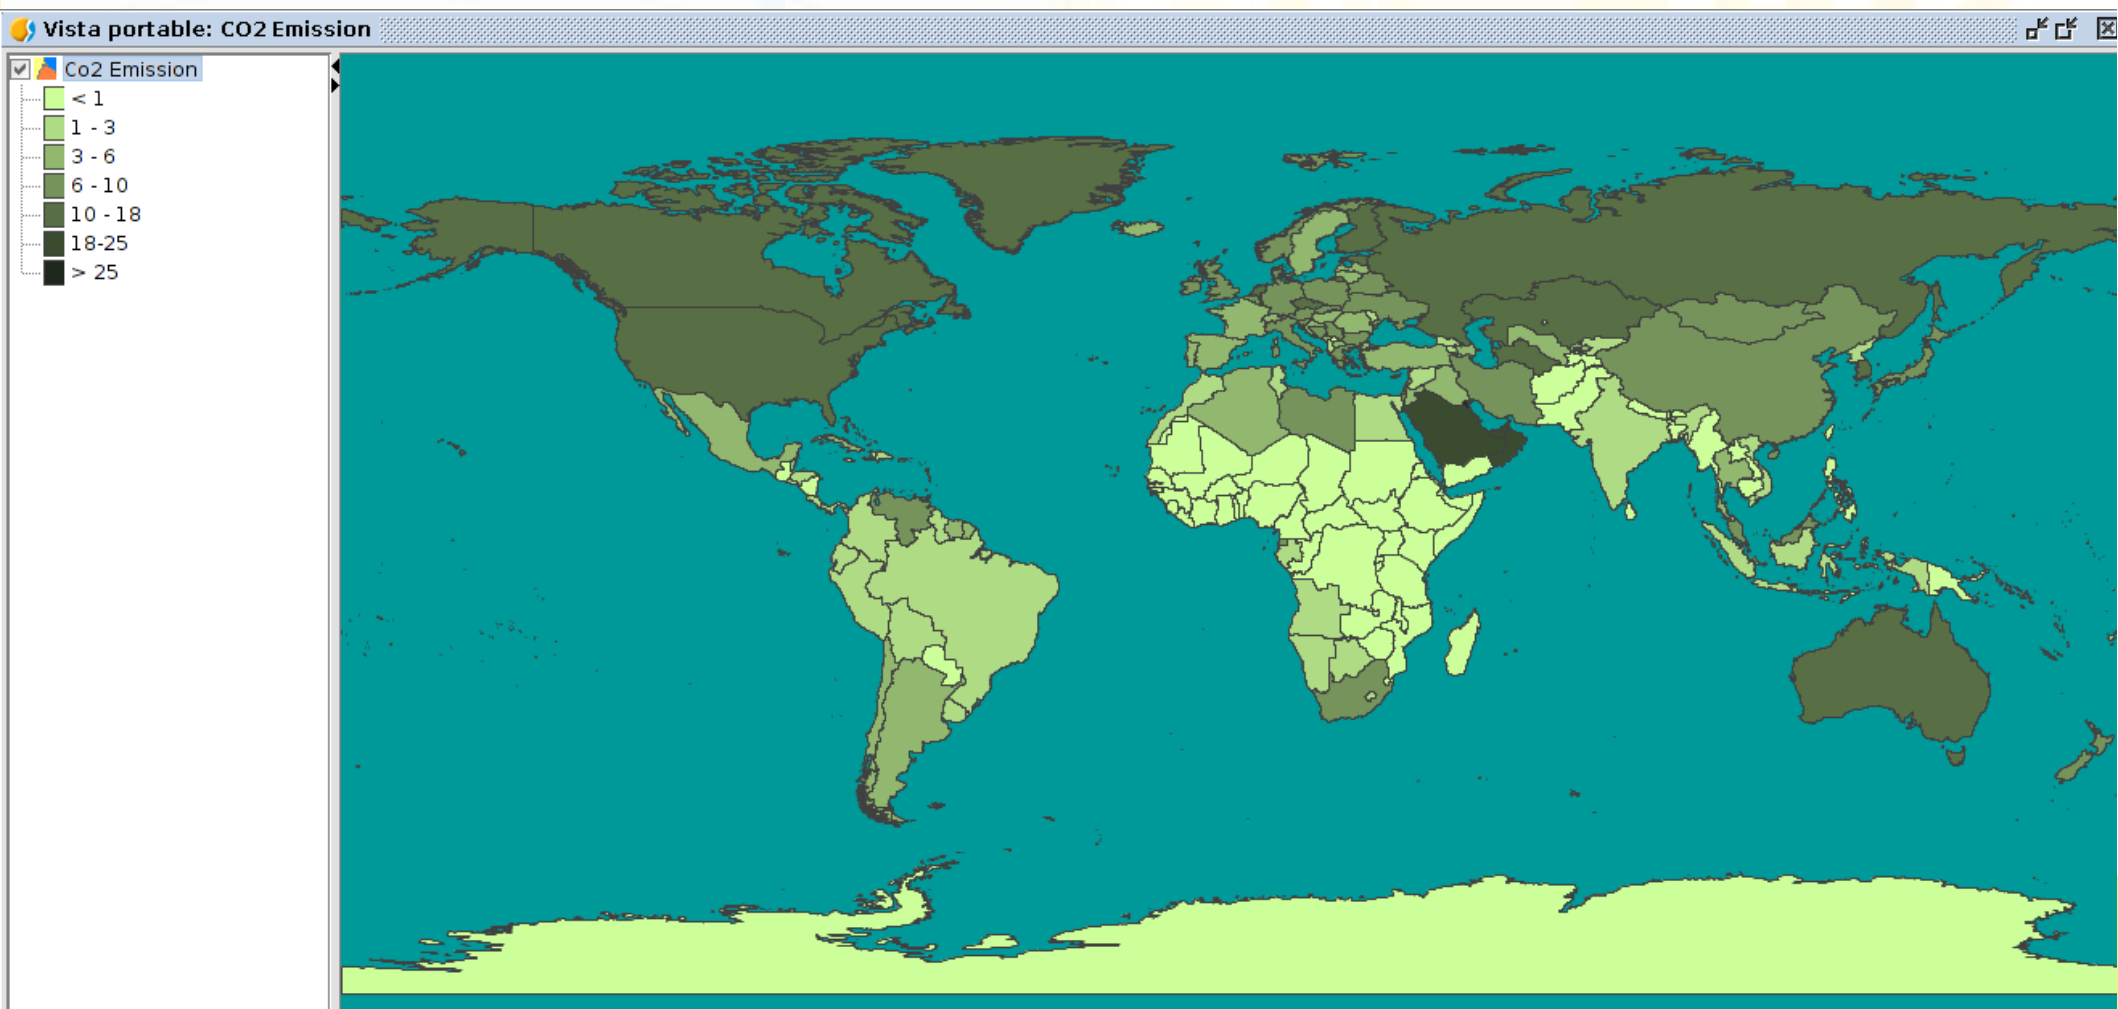 Vista portable: CO2 Emission
Co2 Emission
< 1
1 - 3
3 - 6
6 - 10
10 - 18
18-25
> 25